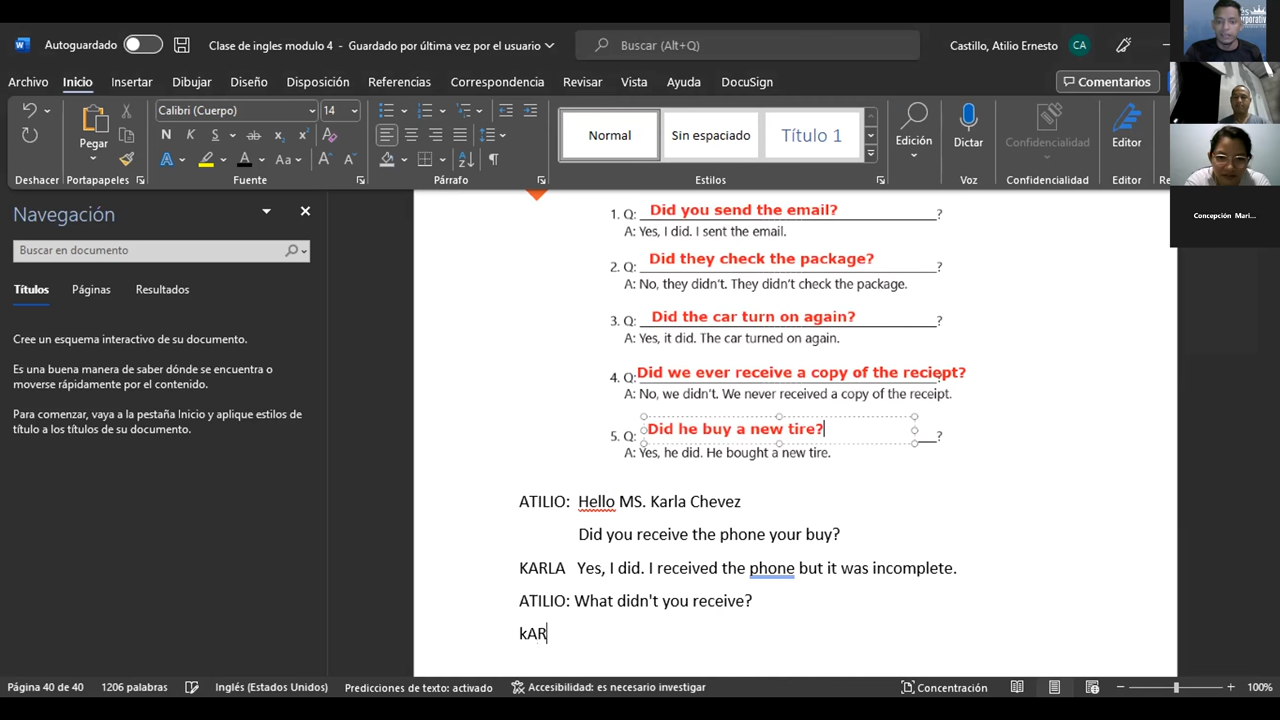 Autoguardado
Clase de ingles modulo 4 - Guardado por última vez por el usuario
Buscar (Alt+Q)
Castillo, Atilio Ernesto
CA
Archivo Inicio Insertar Dibujar Diseño Disposición Referencias Correspondencia Revisar Vista Ayuda DocuSign
Comentarios
Pegar
Calibri (Cuerpo) 14
N K S ab x₂ x²
A A Aa A A
Normal
Sin espaciado
Título 1
Edición
Dictar
Confidencialidad
Editor
Deshacer Portapapeles Fuente Párrafo Estilos Voz Confidencialidad Editor
Navegación
Buscar en documento
Títulos Páginas Resultados
Cree un esquema interactivo de su documento.
Es una buena manera de saber dónde se encuentra o
moverse rápidamente por el contenido.
Para comenzar, vaya a la pestaña Inicio y aplique estilos de
título a los títulos de su documento.
1. Q: Did you send the email? ?
A: Yes, I did. I sent the email.
2. Q: Did they check the package? ?
A: No, they didn't. They didn't check the package.
3. Q: Did the car turn on again? ?
A: Yes, it did. The car turned on again.
4. Q: Did we ever receive a copy of the reciept?
A: No, we didn't. We never received a copy of the receipt.
5. Q: Did he buy a new tire? ?
A: Yes, he did. He bought a new tire.
ATILIO: Hello MS. Karla Chevez
Did you receive the phone your buy?
KARLA Yes, I did. I received the phone but it was incomplete.
ATILIO: What didn't you receive?
kAR
Concepción Mari...
Página 40 de 40 1206 palabras Inglés (Estados Unidos) Predicciones de texto: activado Accesibilidad: es necesario investigar Concentración 100%